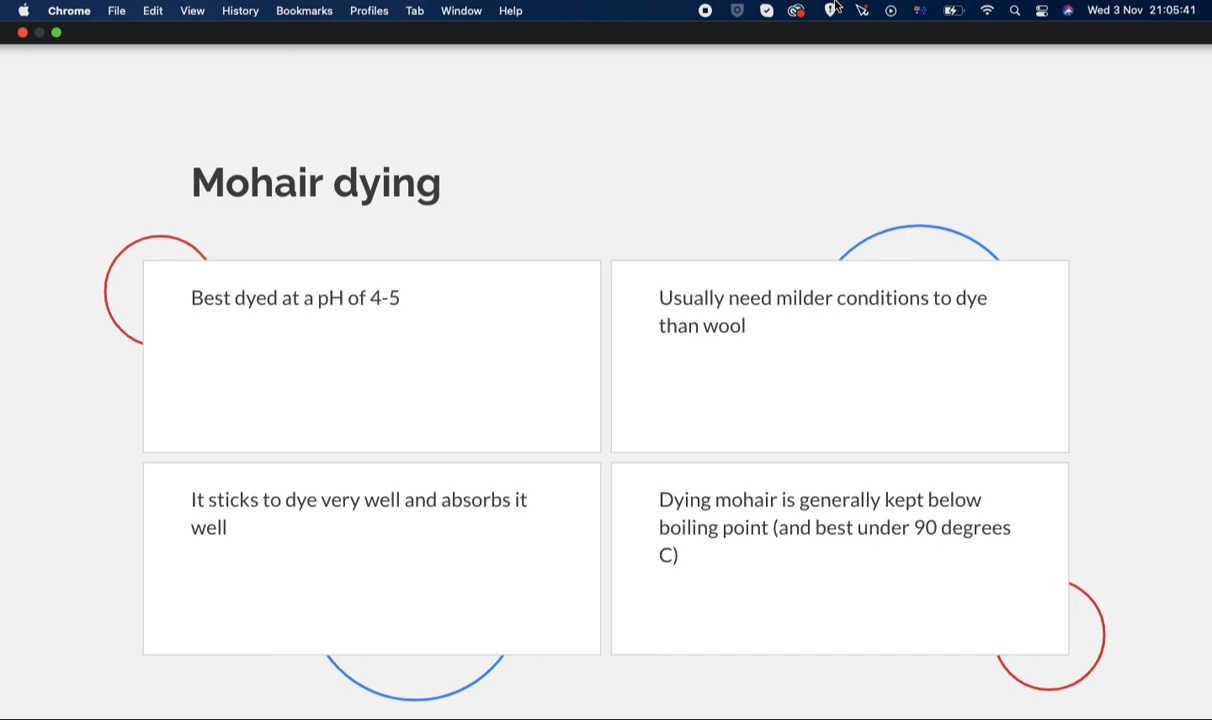 Chrome File Edit View History Bookmarks Profiles Tab Window Help Wed 3 Nov 21:05:41
Mohair dying
Best dyed at a pH of 4-5
Usually need milder conditions to dye
than wool
It sticks to dye very well and absorbs it
well
Dying mohair is generally kept below
boiling point (and best under 90 degrees
C)